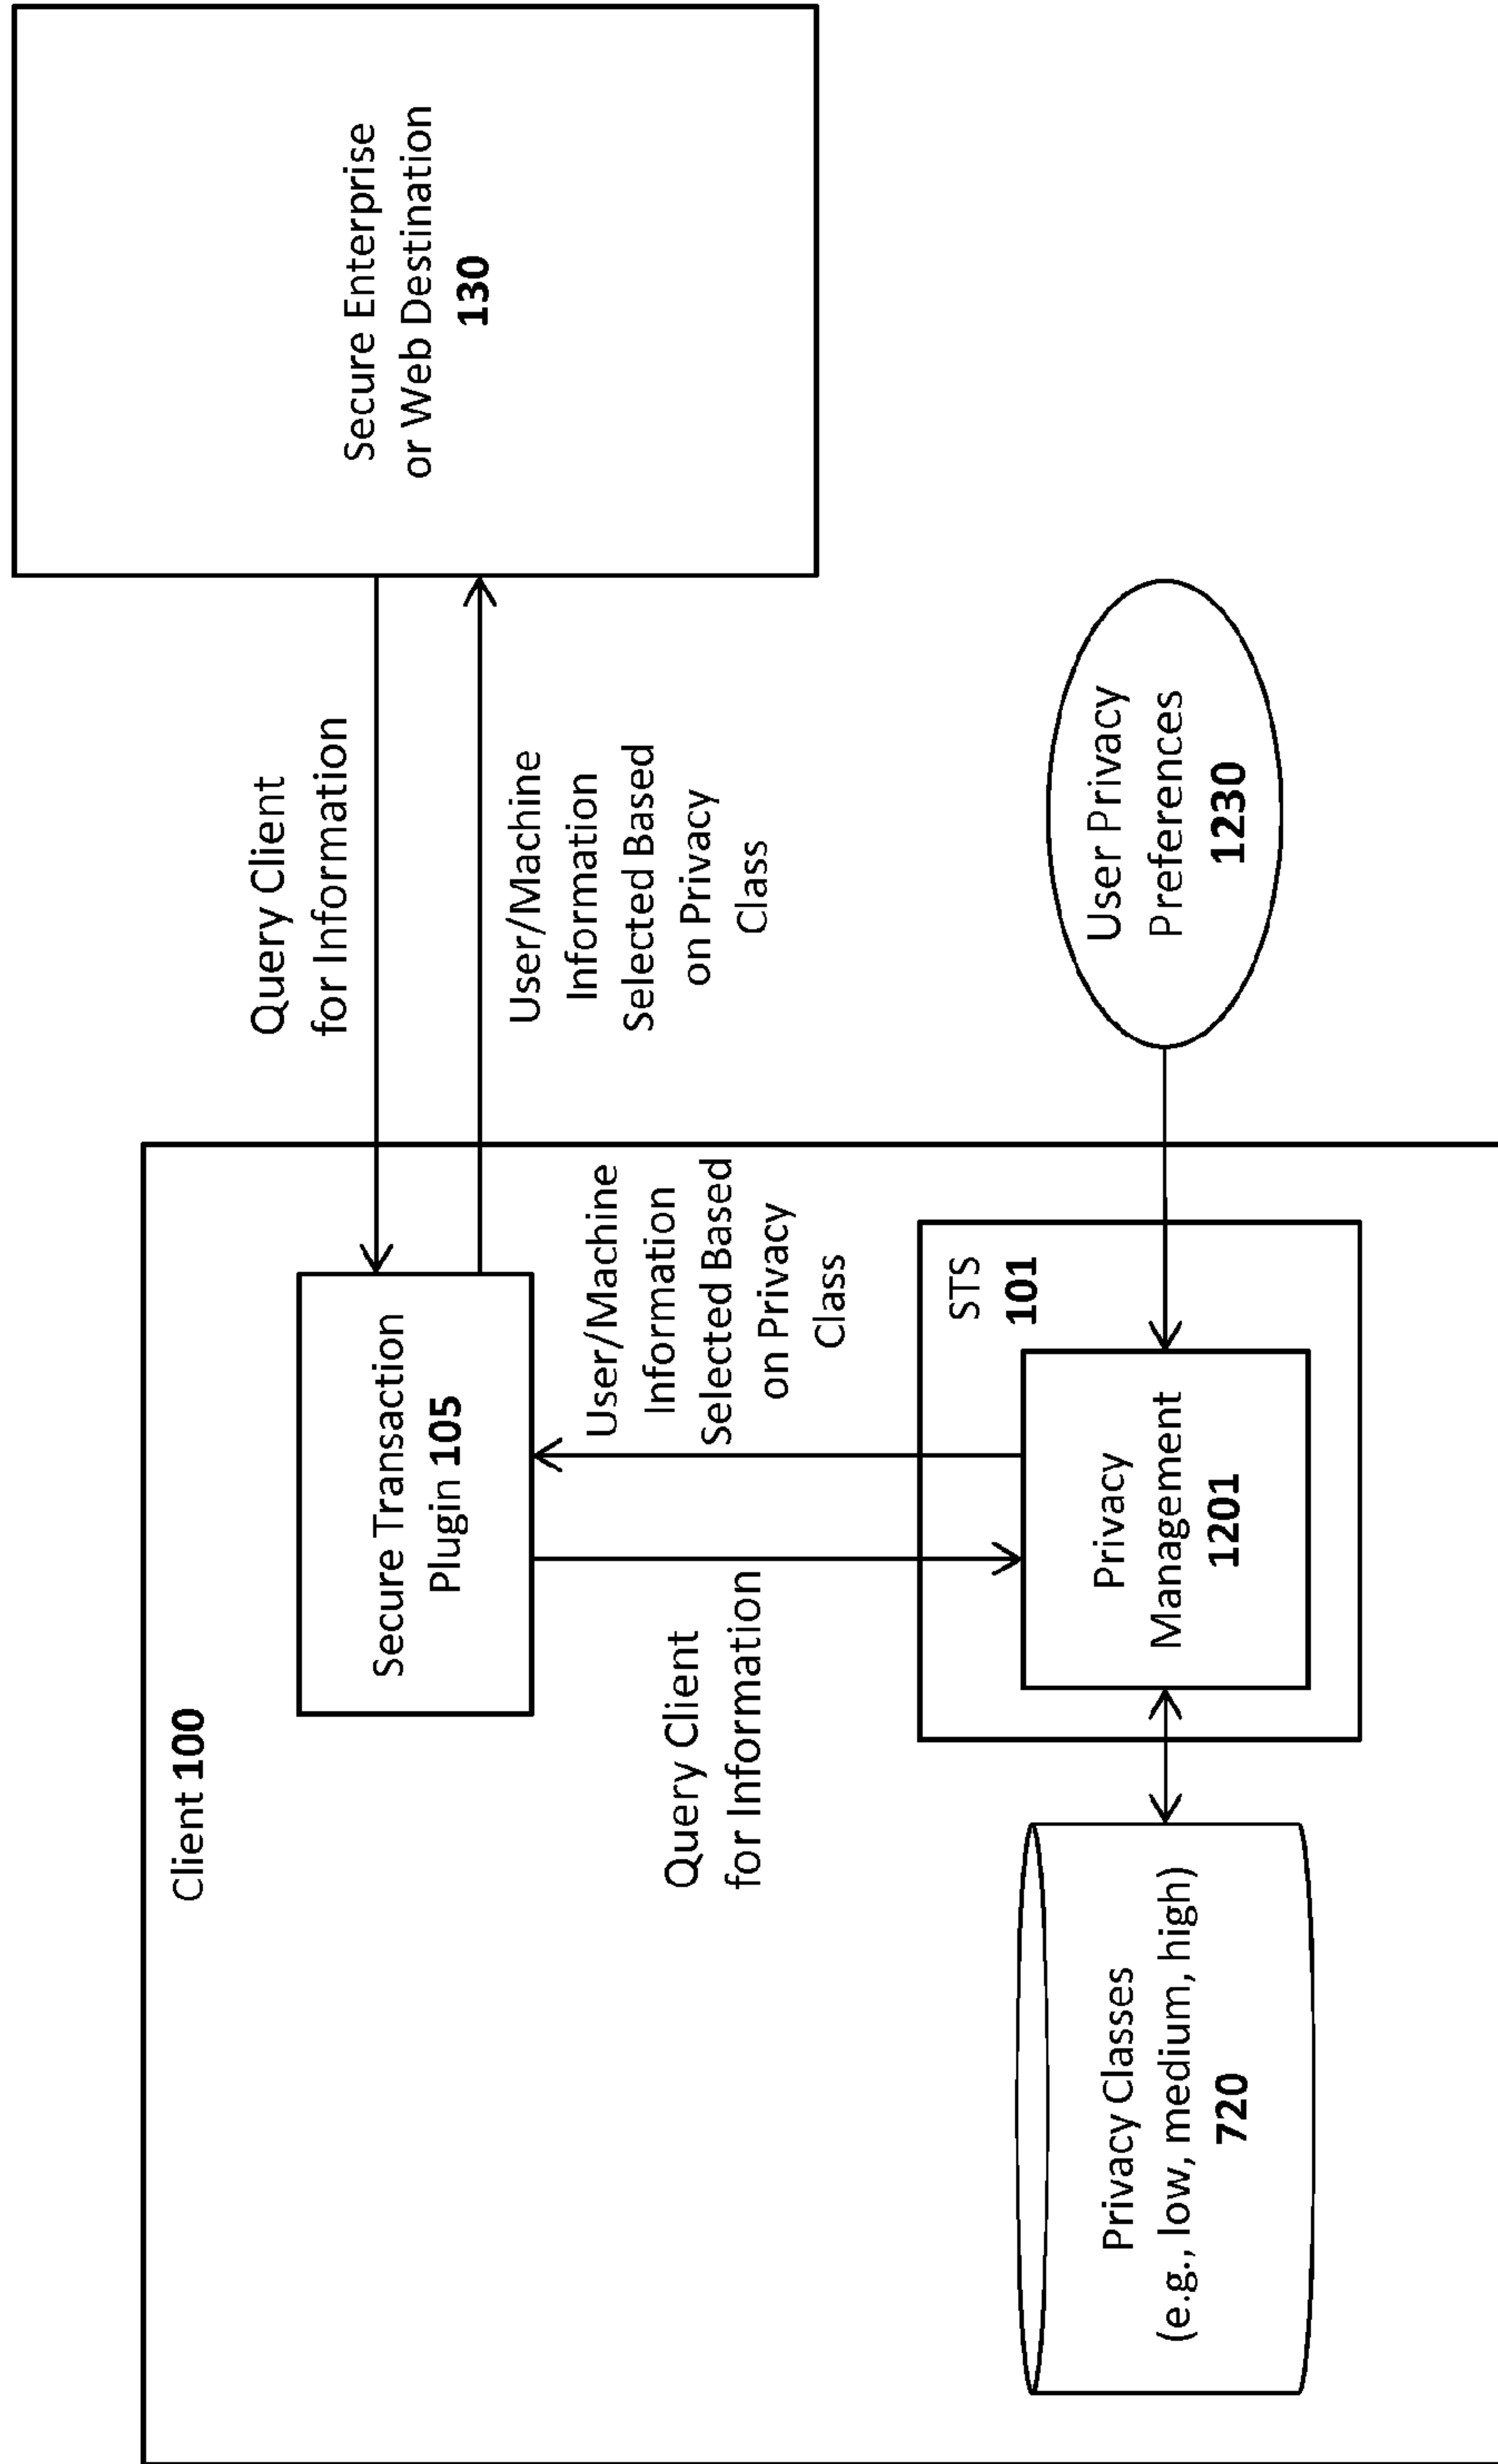 Client 100
Secure Transaction
Plugin 105
Query Client
for Information
User/Machine
Information
Selected Based
on Privacy
Class
Secure Enterprise
or Web Destination
130
Query Client
for Information
User/Machine
Information
Selected Based
on Privacy
Class
STS
101
Privacy
Management
1201
Privacy Classes
(e.g., low, medium, high)
720
User Privacy
Preferences
1230